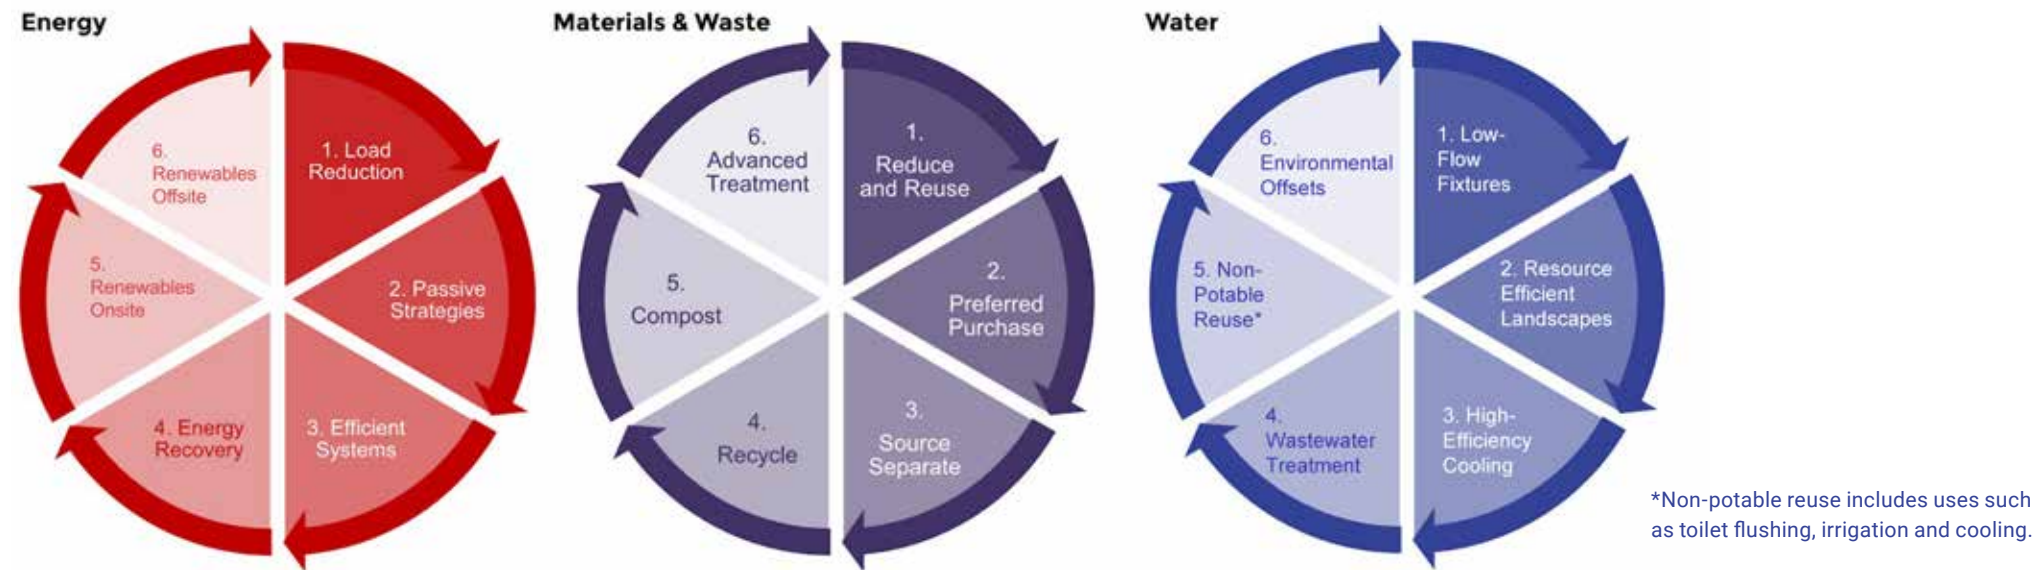 Energy
1. Load
Reduction
2. Passive
Strategies
3. Efficient
Systems
4. Energy
Recovery
5.
Renewables
Onsite
6.
Renewables
Offsite
Materials & Waste
1.
Reduce
and Reuse
2.
Preferred
Purchase
3.
Source
Separate
4.
Recycle
5.
Compost
6.
Advanced
Treatment
Water
1. Low-
Flow
Fixtures
2. Resource
Efficient
Landscapes
3. High-
Efficiency
Cooling
4.
Wastewater
Treatment
5. Non-
Potable
Reuse*
6.
Environmental
Offsets
*Non-potable reuse includes uses such
as toilet flushing, irrigation and cooling.